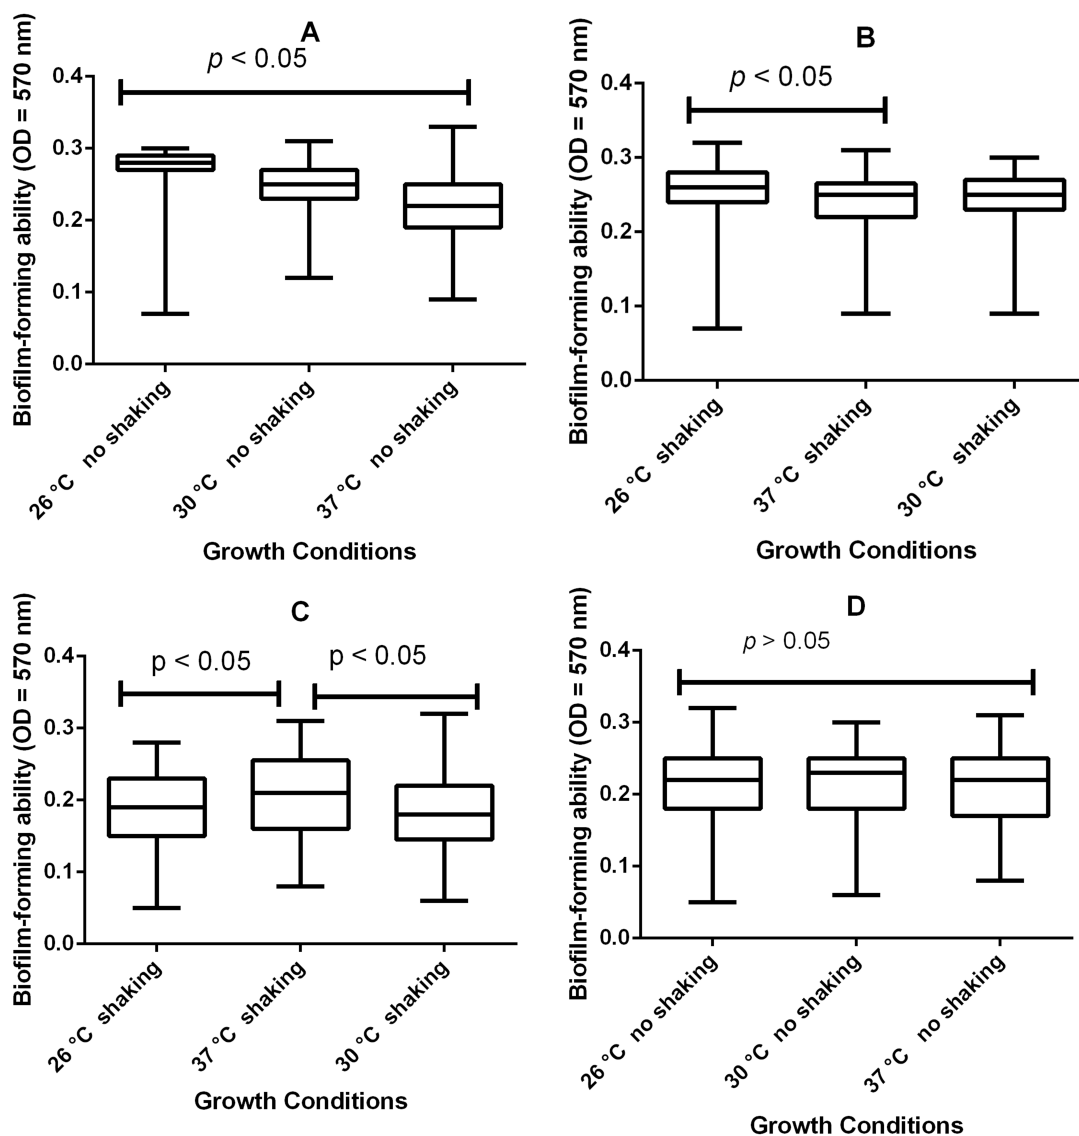 A
p < 0.05
Biofilm-forming ability (OD = 570 nm)
0.4
0.3
0.2
0.1
0.0
26 °C no shaking
30 °C no shaking
37 °C no shaking
Growth Conditions
B
p < 0.05
Biofilm-forming ability (OD = 570 nm)
0.4
0.3
0.2
0.1
0.0
26 °C shaking
37 °C shaking
30 °C shaking
Growth Conditions
C
p < 0.05
p < 0.05
Biofilm-forming ability (OD = 570 nm)
0.4
0.3
0.2
0.1
0.0
26 °C shaking
37 °C shaking
30 °C shaking
Growth Conditions
D
p > 0.05
Biofilm-forming ability (OD = 570 nm)
0.4
0.3
0.2
0.1
0.0
26 °C no shaking
30 °C no shaking
37 °C no shaking
Growth Conditions